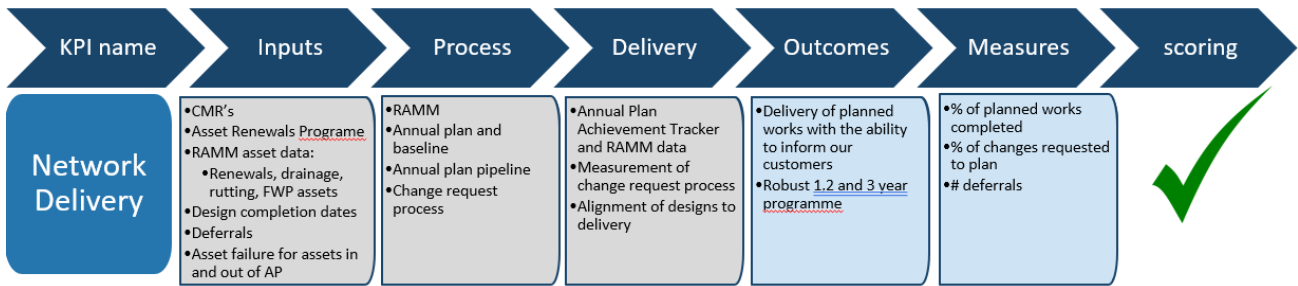 KPI name
Inputs
Process
Delivery
Outcomes
Measures
scoring
Network
Delivery
•CMR's
•Asset Renewals Programe
•RAMM asset data:
•Renewals, drainage,
rutting, FWP assets
•Design completion dates
•Deferrals
•Asset failure for assets in
and out of AP
•RAMM
•Annual plan and
baseline
•Annual plan pipeline
•Change request
process
•Annual Plan
Achievement Tracker
and RAMM data
•Measurement of
change request process
•Alignment of designs to
delivery
•Delivery of planned
works with the ability
to inform our
customers
•Robust 1.2 and 3 year
programme
•% of planned works
completed
•% of changes requested
to plan
•# deferrals